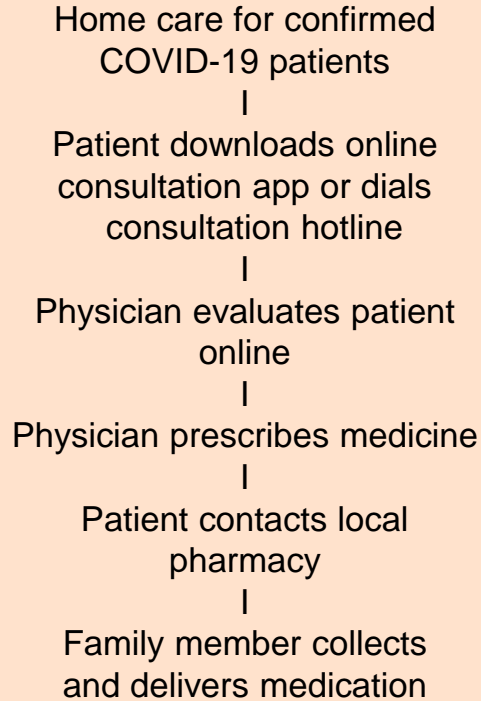 Home care for confirmed
COVID-19 patients
I
Patient downloads online
consultation app or dials
consultation hotline
I
Physician evaluates patient
online
I
Physician prescribes medicine
I
Patient contacts local
pharmacy
I
Family member collects
and delivers medication